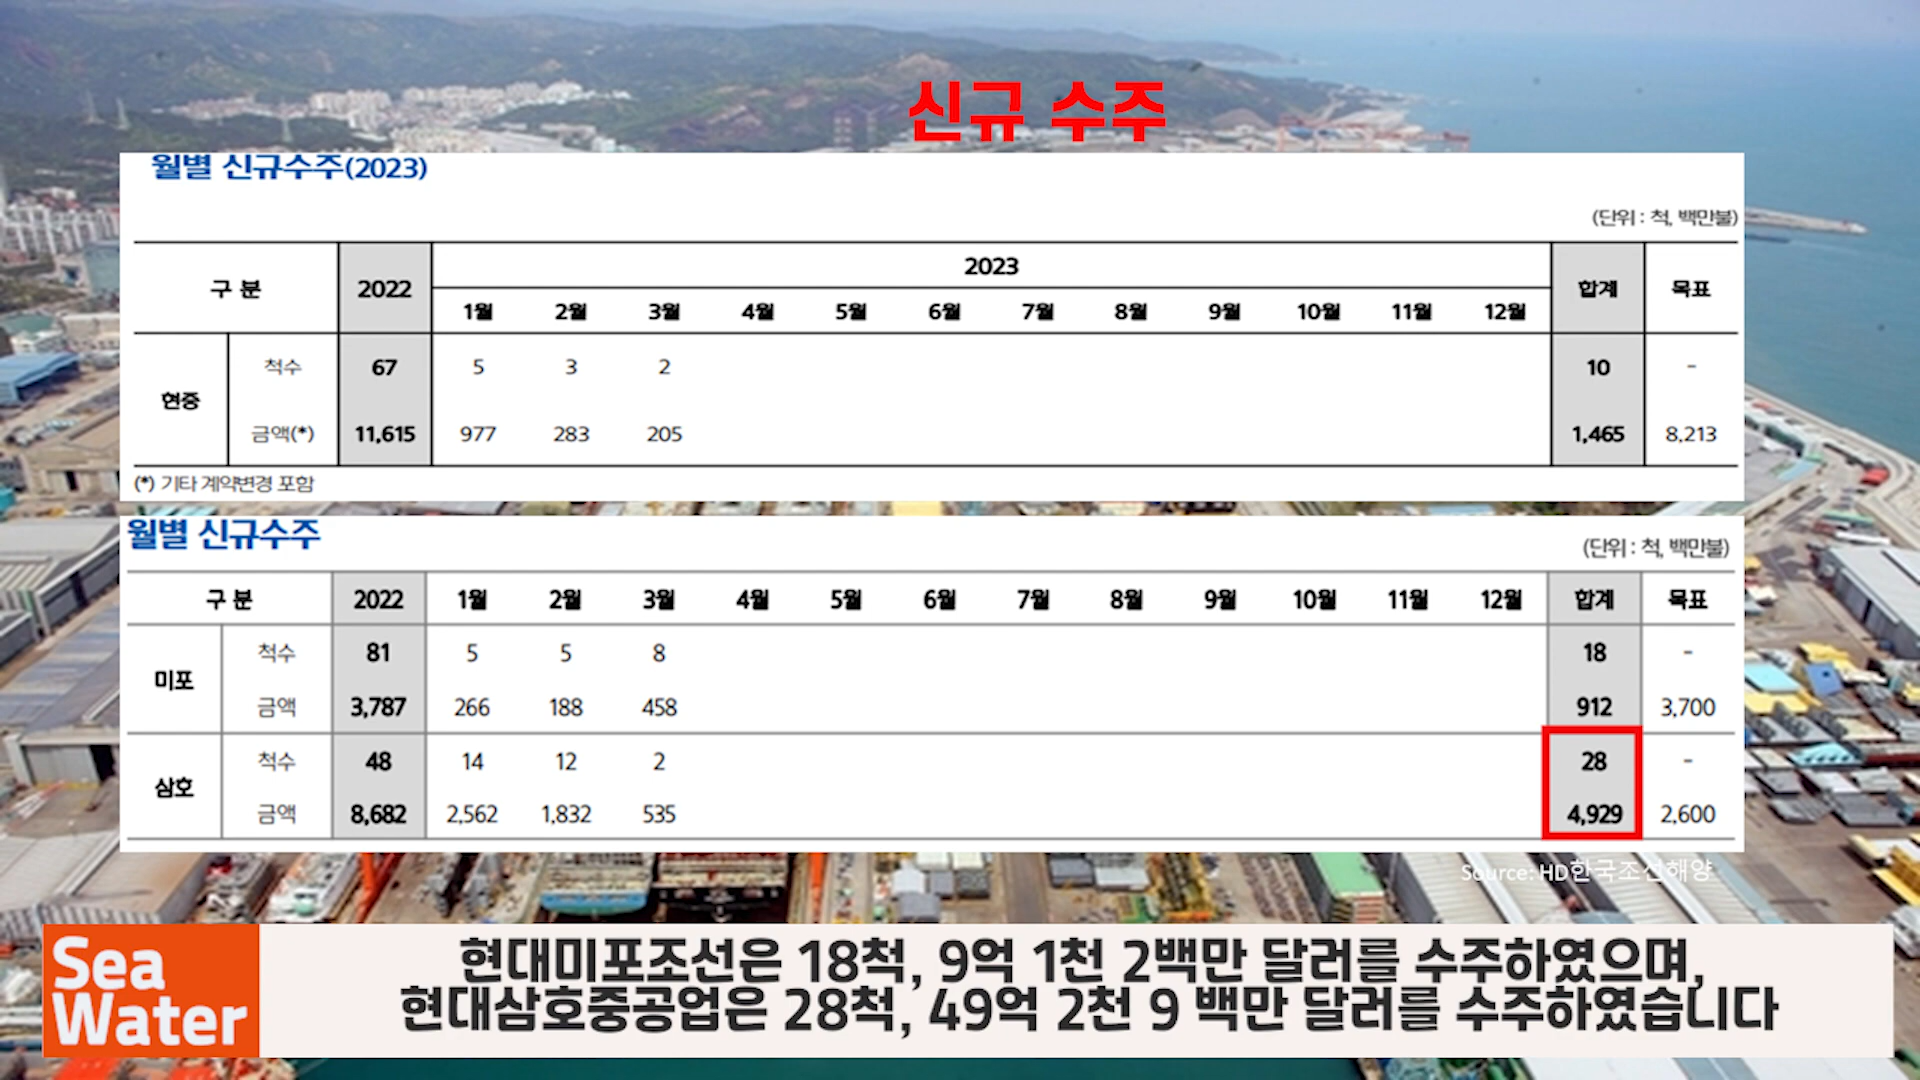 신규 수주
월별 신규수주(2023)
(단위 : 척, 백만불)
구 분 2022 2023 합계 목표
1월 2월 3월 4월 5월 6월 7월 8월 9월 10월 11월 12월
현중 척수 67 5 3 2 10 -
금액(*) 11,615 977 283 205 1,465 8,213
(*) 기타 계약변경 포함
월별 신규수주
(단위 : 척, 백만불)
구 분 2022 1월 2월 3월 4월 5월 6월 7월 8월 9월 10월 11월 12월 합계 목표
미포 척수 81 5 5 8 18 -
금액 3,787 266 188 458 912 3,700
삼호 척수 48 14 12 2 28 -
금액 8,682 2,562 1,832 535 4,929 2,600
Source: HD한국조선해양
Sea
Water
현대미포조선은 18척, 9억 1천 2백만 달러를 수주하였으며,
현대삼호중공업은 28척, 49억 2천 9 백만 달러를 수주하였습니다